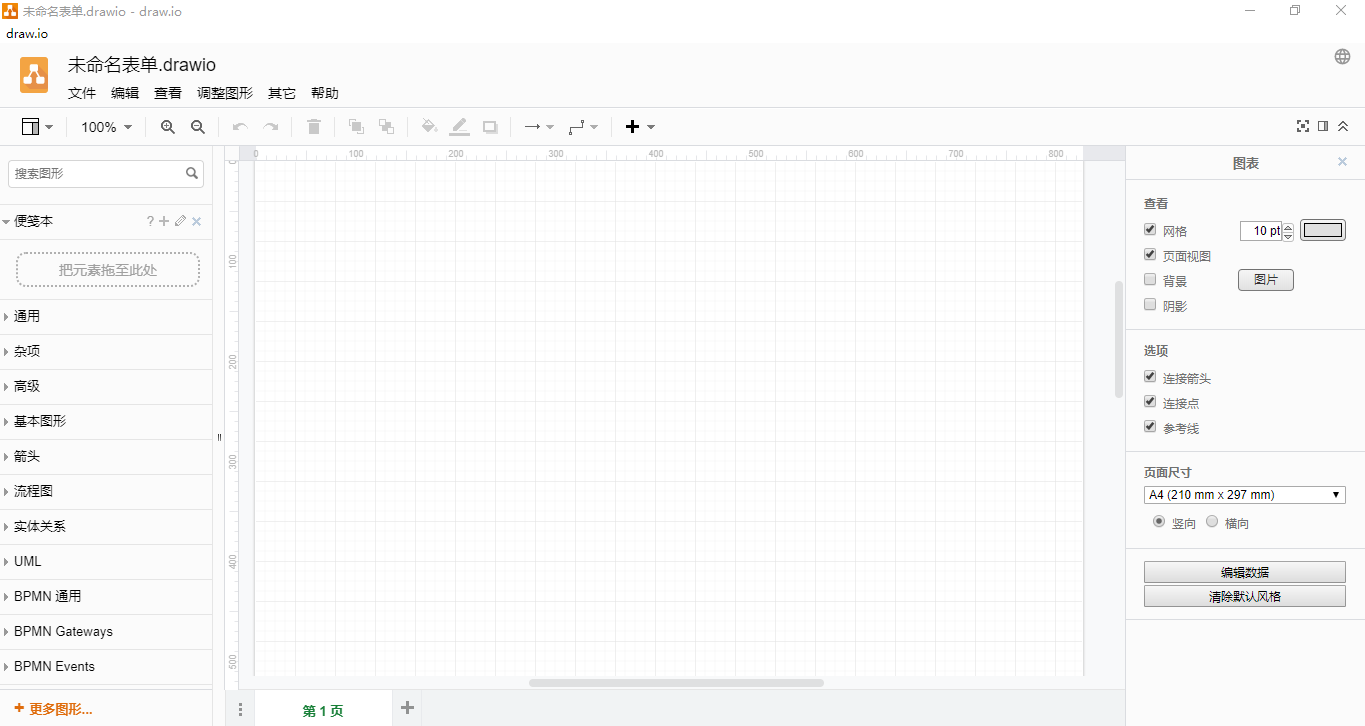 未命名表单.drawio - draw.io
draw.io
未命名表单.drawio
文件 编辑 查看 调整图形 其它 帮助
100%
搜索图形
便笺本 ?
把元素拖至此处
通用
杂项
高级
基本图形
箭头
流程图
实体关系
UML
BPMN 通用
BPMN Gateways
BPMN Events
+ 更多图形...
0 100 200 300 400 500 600 700 800
0
100
200
300
400
500
第 1 页
图表
查看
网格 10 pt
页面视图
背景 图片
阴影
选项
连接箭头
连接点
参考线
页面尺寸
A4 (210 mm x 297 mm)
竖向 横向
编辑数据
清除默认风格